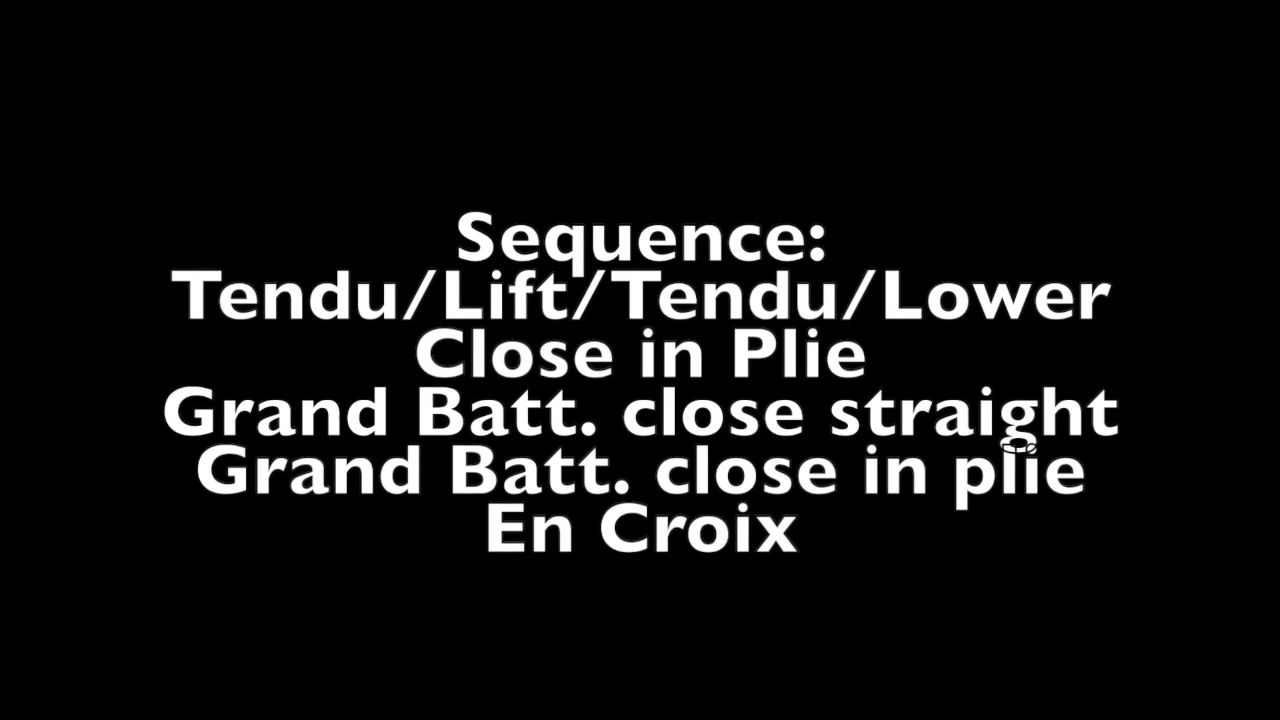 Sequence:
Tendu/Lift/Tendu/Lower
Close in Plie
Grand Batt. close straight
Grand Batt. close in plie
En Croix